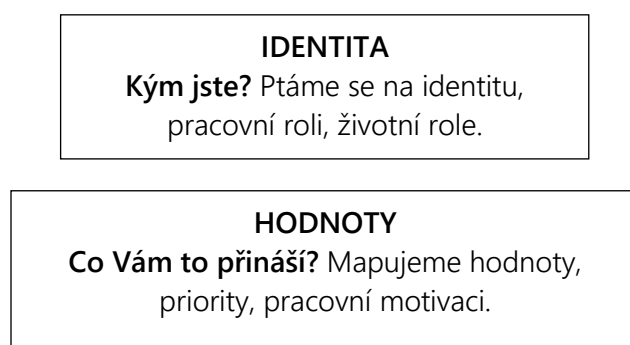 IDENTITA
Kým jste? Ptáme se na identitu,
pracovní roli, životní role.
HODNOTY
Co Vám to přináší? Mapujeme hodnoty,
priority, pracovní motivaci.